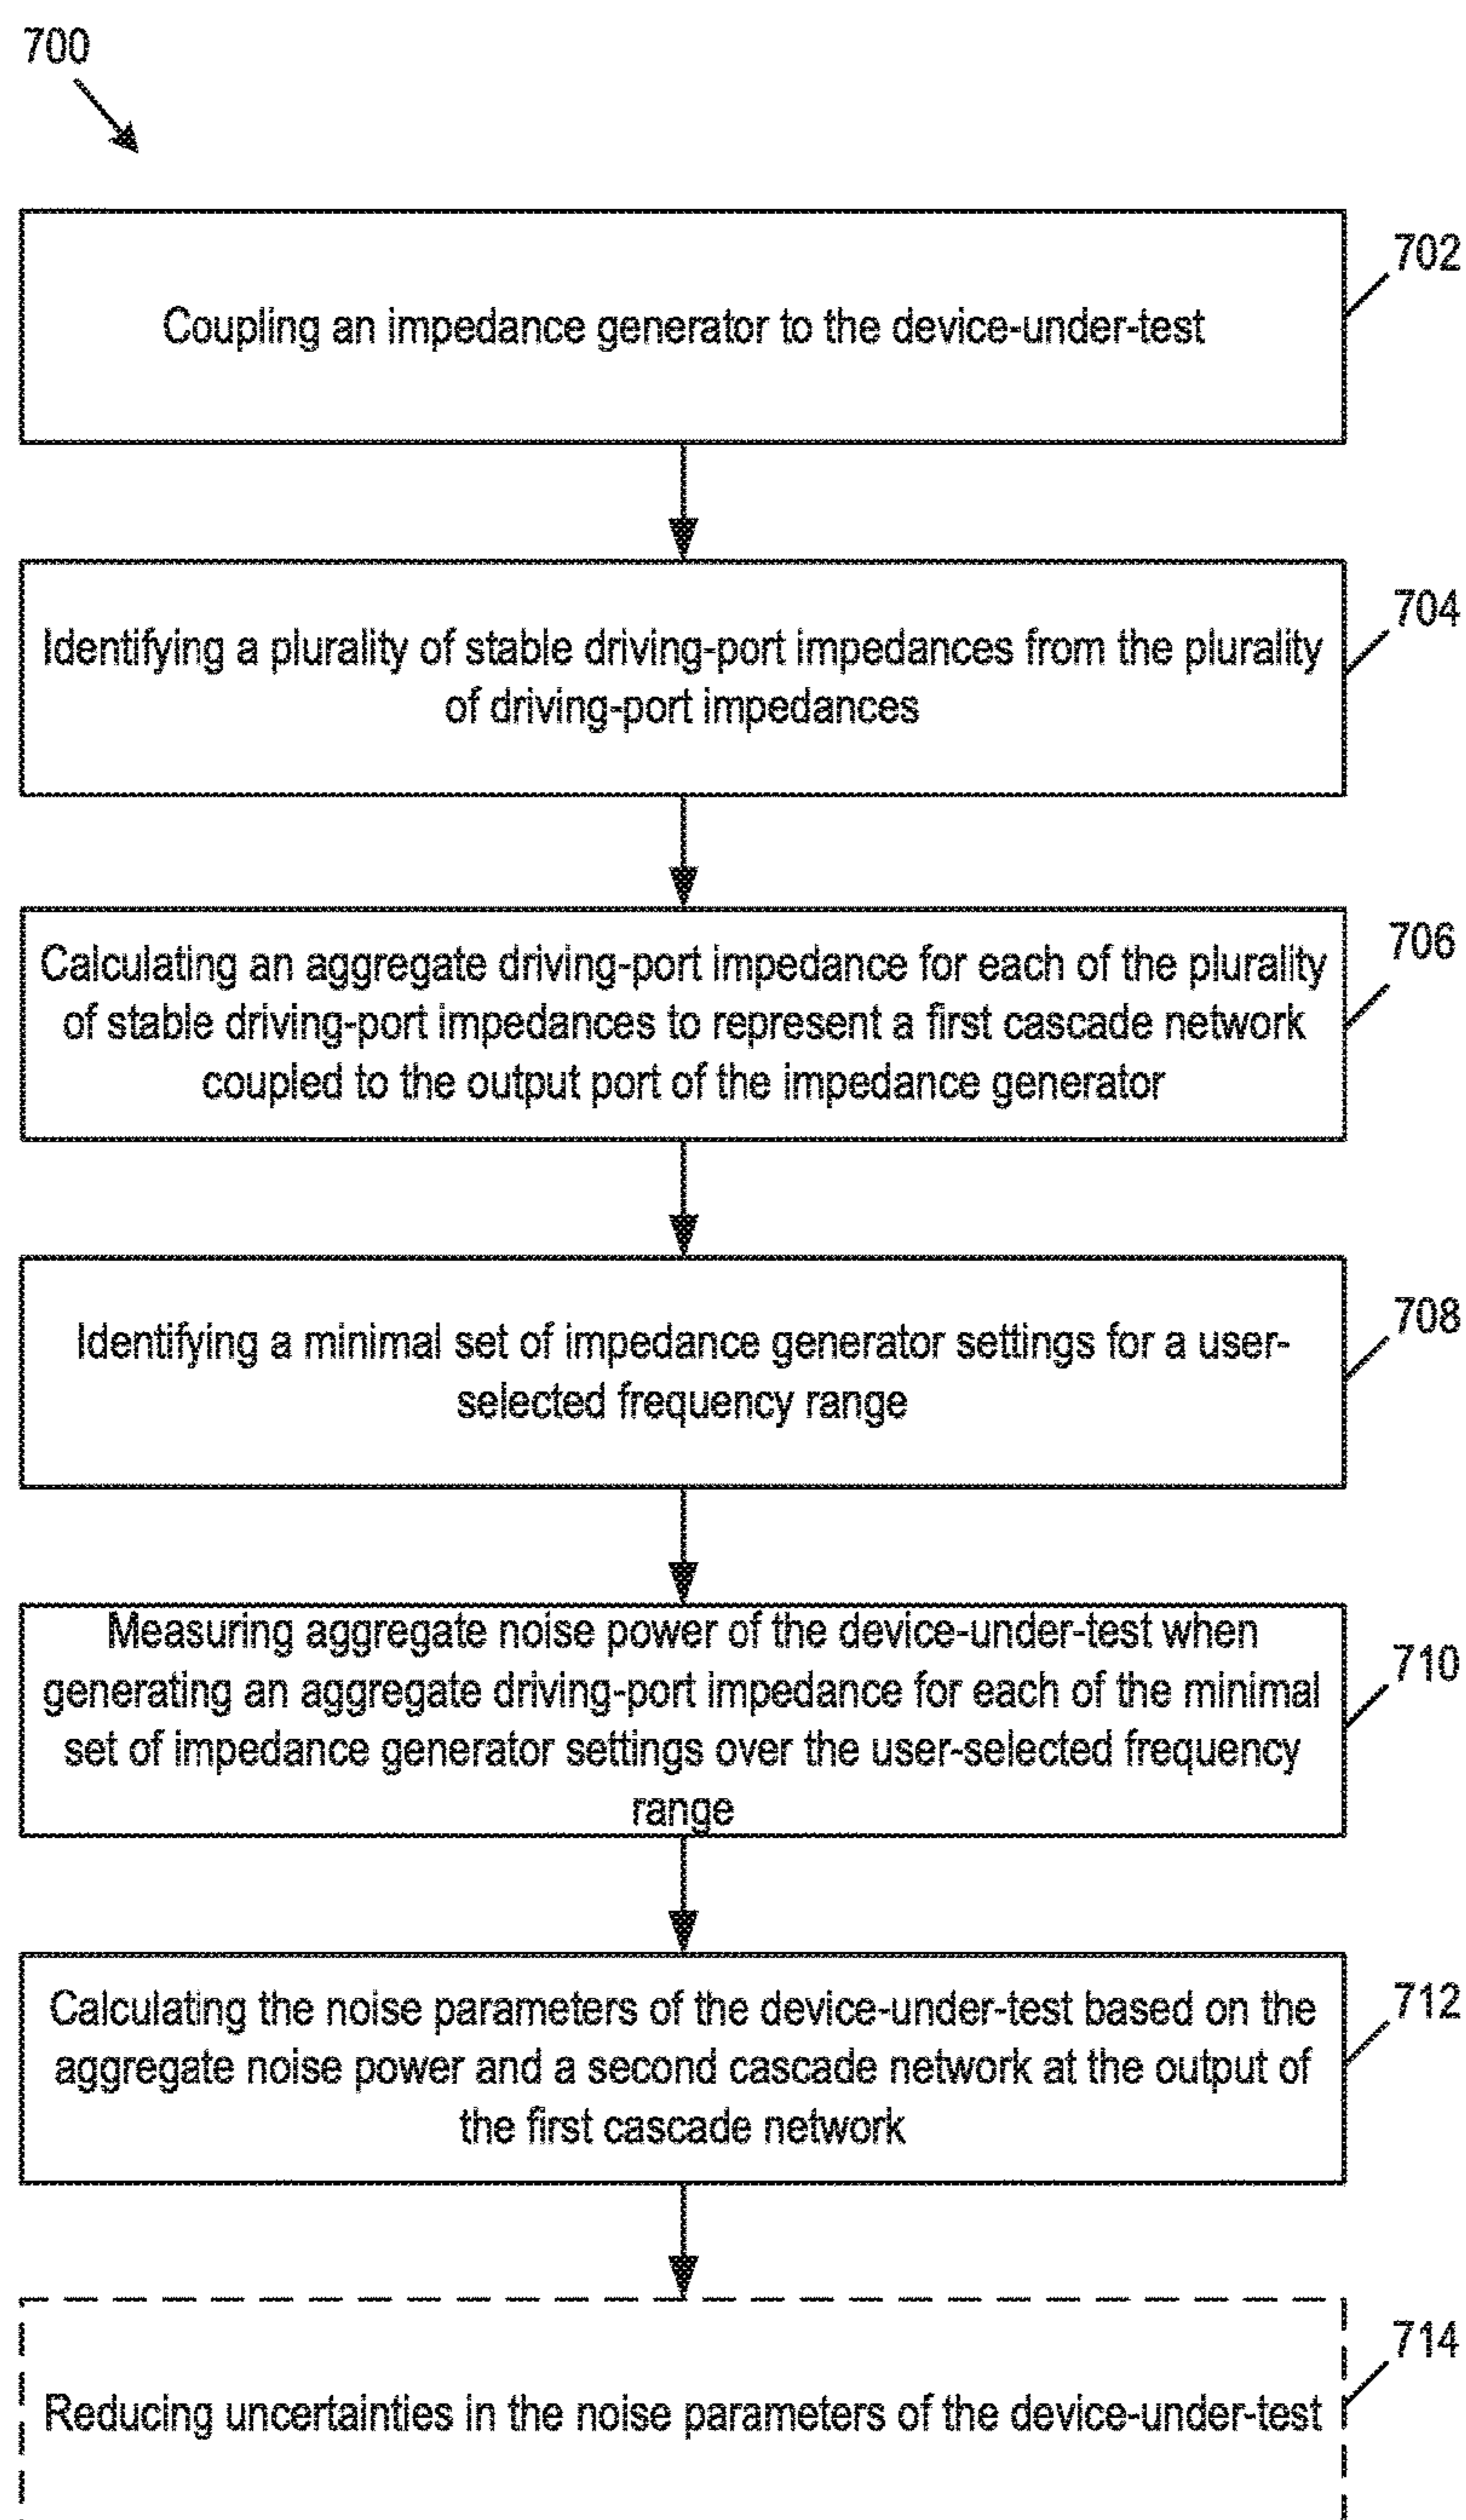 700
702
Coupling an impedance generator to the device-under-test
704
Identifying a plurality of stable driving-port impedances from the plurality
of driving-port impedances
706
Calculating an aggregate driving-port impedance for each of the plurality
of stable driving-port impedances to represent a first cascade network
coupled to the output port of the impedance generator
708
Identifying a minimal set of impedance generator settings for a user-
selected frequency range
710
Measuring aggregate noise power of the device-under-test when
generating an aggregate driving-port impedance for each of the minimal
set of impedance generator settings over the user-selected frequency
range
712
Calculating the noise parameters of the device-under-test based on the
aggregate noise power and a second cascade network at the output of
the first cascade network
714
Reducing uncertainties in the noise parameters of the device-under-test